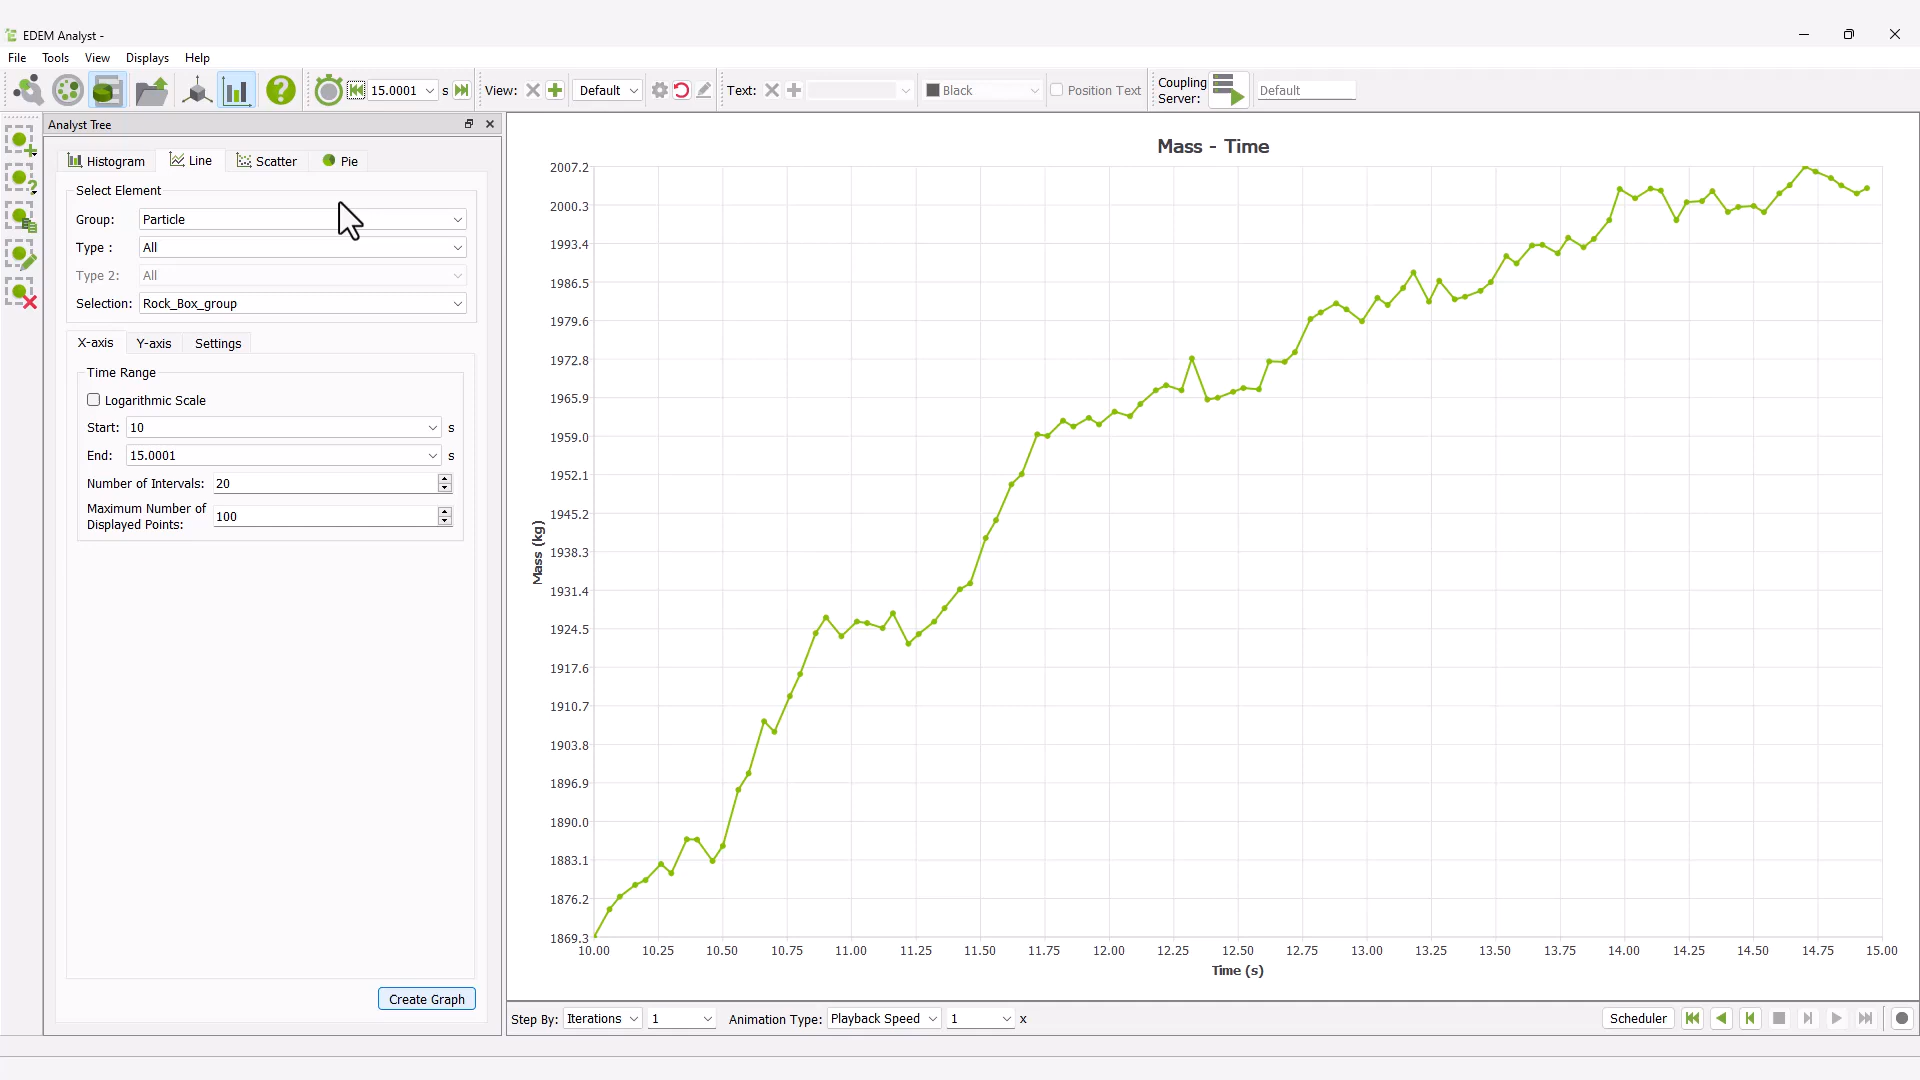 EDEM Analyst -
File Tools View Displays Help
15.0001 s View: Default Text: Black Position Text Coupling Server: Default
Analyst Tree
Histogram Line Scatter Pie
Select Element
Group: Particle
Type : All
Type 2: All
Selection: Rock_Box_group
X-axis Y-axis Settings
Time Range
Logarithmic Scale
Start: 10 s
End: 15.0001 s
Number of Intervals: 20
Maximum Number of Displayed Points: 100
Create Graph
Mass - Time
2007.2
2000.3
1993.4
1986.5
1979.6
1972.8
1965.9
1959.0
1952.1
1945.2
1938.3
1931.4
1924.5
1917.6
1910.7
1903.8
1896.9
1890.0
1883.1
1876.2
1869.3
Mass (kg)
10.00 10.25 10.50 10.75 11.00 11.25 11.50 11.75 12.00 12.25 12.50 12.75 13.00 13.25 13.50 13.75 14.00 14.25 14.50 14.75 15.00
Time (s)
Step By: Iterations 1 Animation Type: Playback Speed 1 x Scheduler